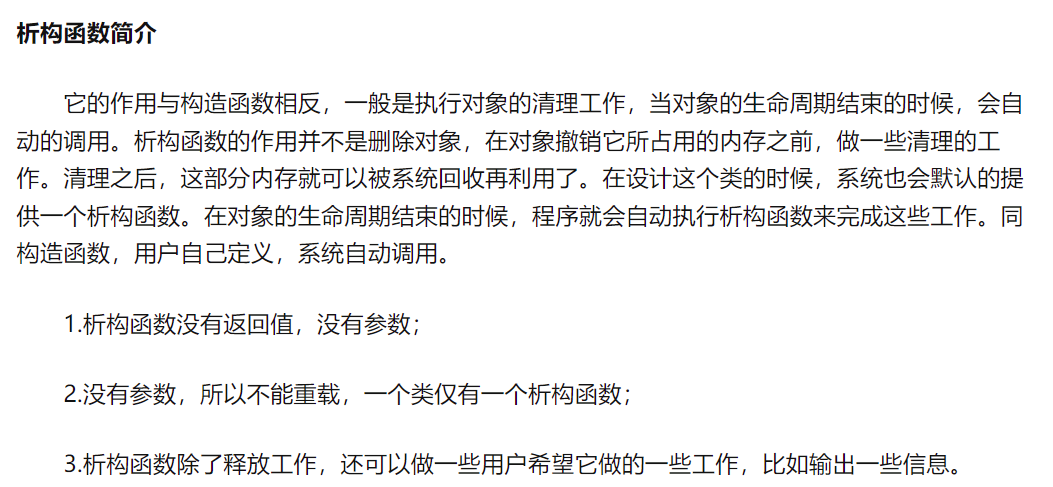 析构函数简介
它的作用与构造函数相反，一般是执行对象的清理工作，当对象的生命周期结束的时候，会自
动的调用。析构函数的作用并不是删除对象，在对象撤销它所占用的内存之前，做一些清理的工
作。清理之后，这部分内存就可以被系统回收再利用了。在设计这个类的时候，系统也会默认的提
供一个析构函数。在对象的生命周期结束的时候，程序就会自动执行析构函数来完成这些工作。同
构造函数，用户自己定义，系统自动调用。
1.析构函数没有返回值，没有参数；
2.没有参数，所以不能重载，一个类仅有一个析构函数；
3.析构函数除了释放工作，还可以做一些用户希望它做的一些工作，比如输出一些信息。